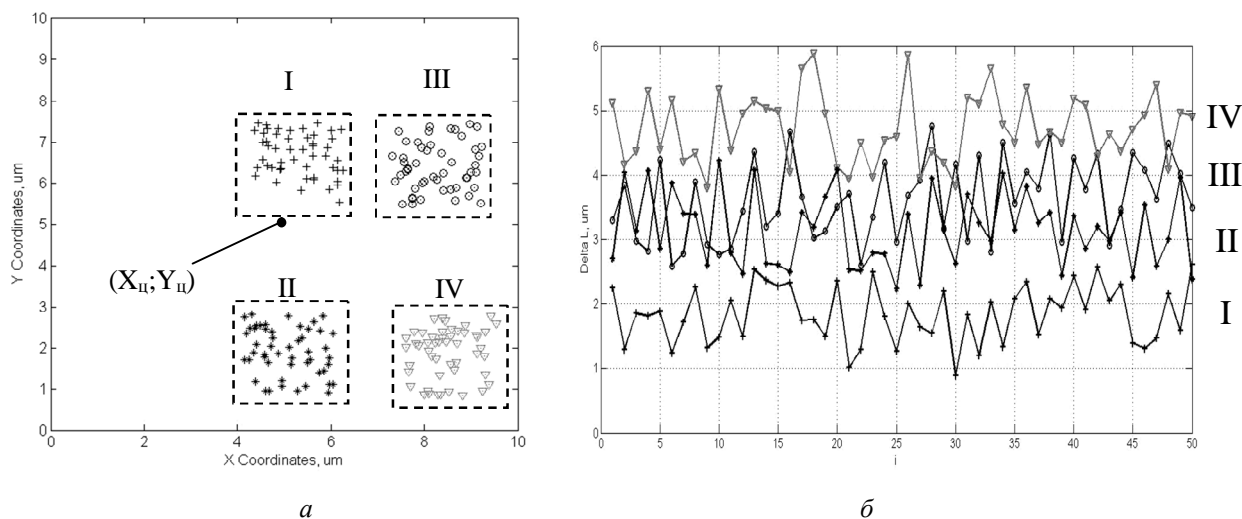 10
9
8
7
6
5
4
3
2
1
0
Y Coordinates, um
I
III
(Xц;Yц)
II
IV
0
2
4
6
8
10
X Coordinates, um
а
6
5
4
3
2
1
0
Delta L, um
IV
III
II
I
0
5
10
15
20
25
30
35
40
45
50
i
б